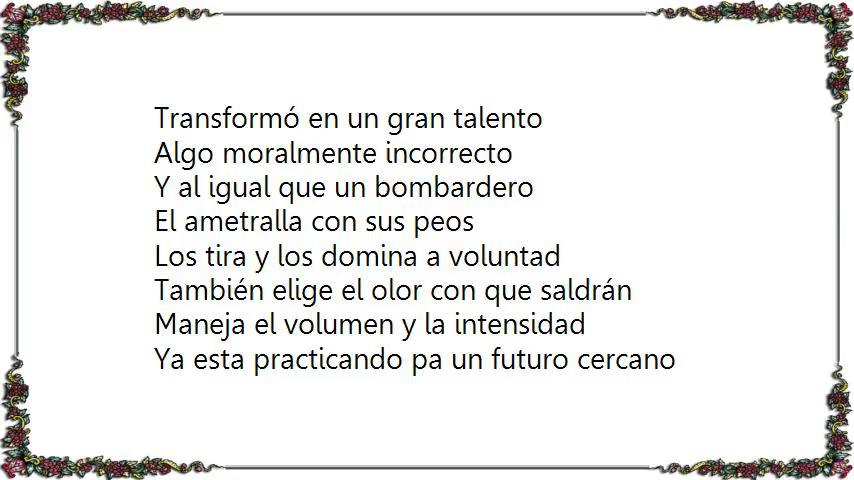 Transformó en un gran talento
Algo moralmente incorrecto
Y al igual que un bombardero
El ametralla con sus peos
Los tira y los domina a voluntad
También elige el olor con que saldrán
Maneja el volumen y la intensidad
Ya esta practicando pa un futuro cercano